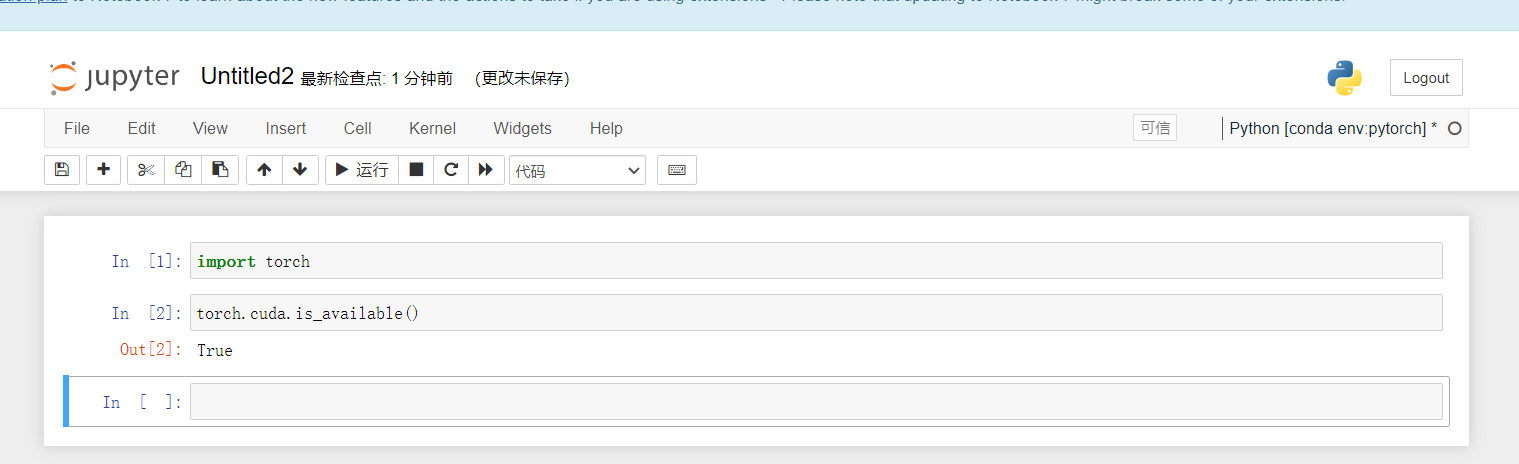 ation plan to Notebook 7 to learn about the new features and the actions to take if you are using extensions - Please note that updating to Notebook 7 might break some of your extensions.
jupyter Untitled2 最新检查点: 1 分钟前 (更改未保存) Logout
File Edit View Insert Cell Kernel Widgets Help 可信 Python [conda env:pytorch] *
运行 代码
In [1]: import torch
In [2]: torch.cuda.is_available()
Out[2]: True
In [ ]: